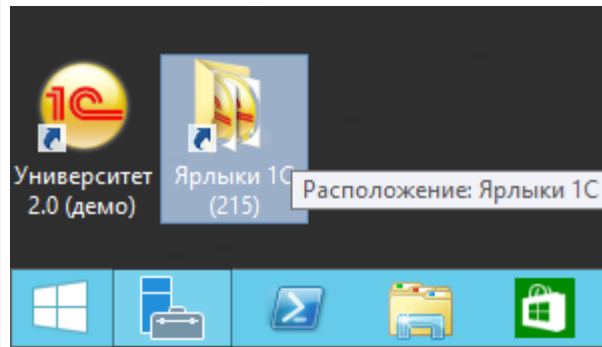 1С
Университет
2.0 (демо)
Ярлыки 1С
(215)
Расположение: Ярлыки 1С